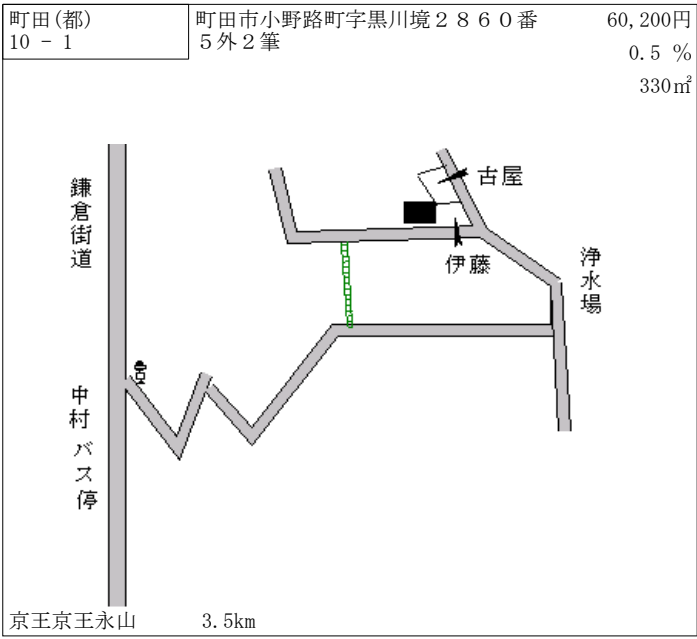 町田(都)
10 - 1
町田市小野路町字黒川境２８６０番
５外２筆
60,200円
0.5 %
330㎡
鎌倉街道
古屋
伊藤
浄水場
中村バス停
京王京王永山 3.5km